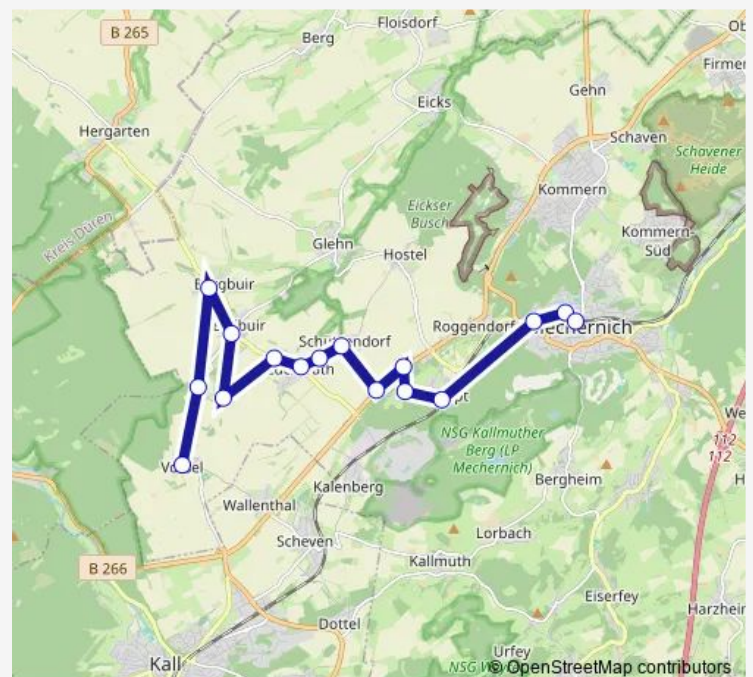 B 265
Floisdorf
Berg
Eicks
Gehn
Firmer
Hergarten
Schaven
Schavener
Heide
Kommern
Eickser
Busch
Kommern-
Süd
Kreis Düren
Glehn
Hostel
Roggendorf
NSG Kallmuther
Berg (LP
Mechernich)
112
112
Kalenberg
Bergheim
Wallenthal
Lorbach
Scheven
Kallmuth
B 266
Eiserfey
Harzheim
Dottel
Kall
Urfey
© OpenStreetMap contributors